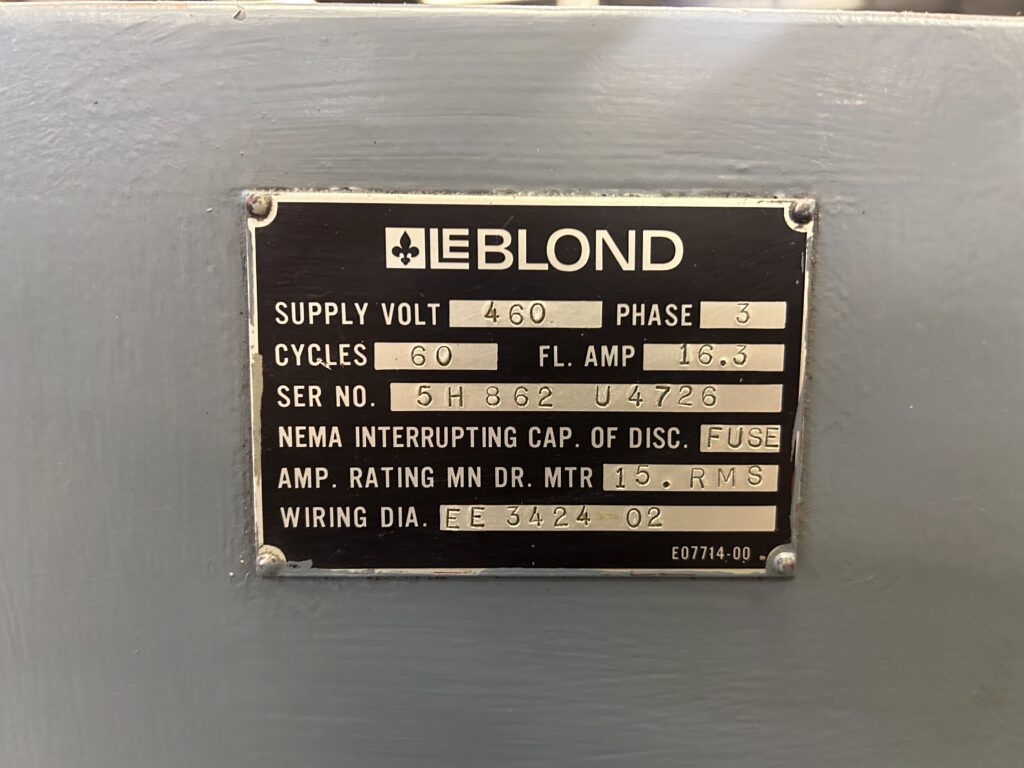 LEBLOND
SUPPLY VOLT 460 PHASE 3
CYCLES 60 FL. AMP 16.3
SER NO. 5H862 U4726
NEMA INTERRUPTING CAP. OF DISC. FUSE
AMP. RATING MN DR. MTR 15. RMS
WIRING DIA. EE 3424 02
E07714-00